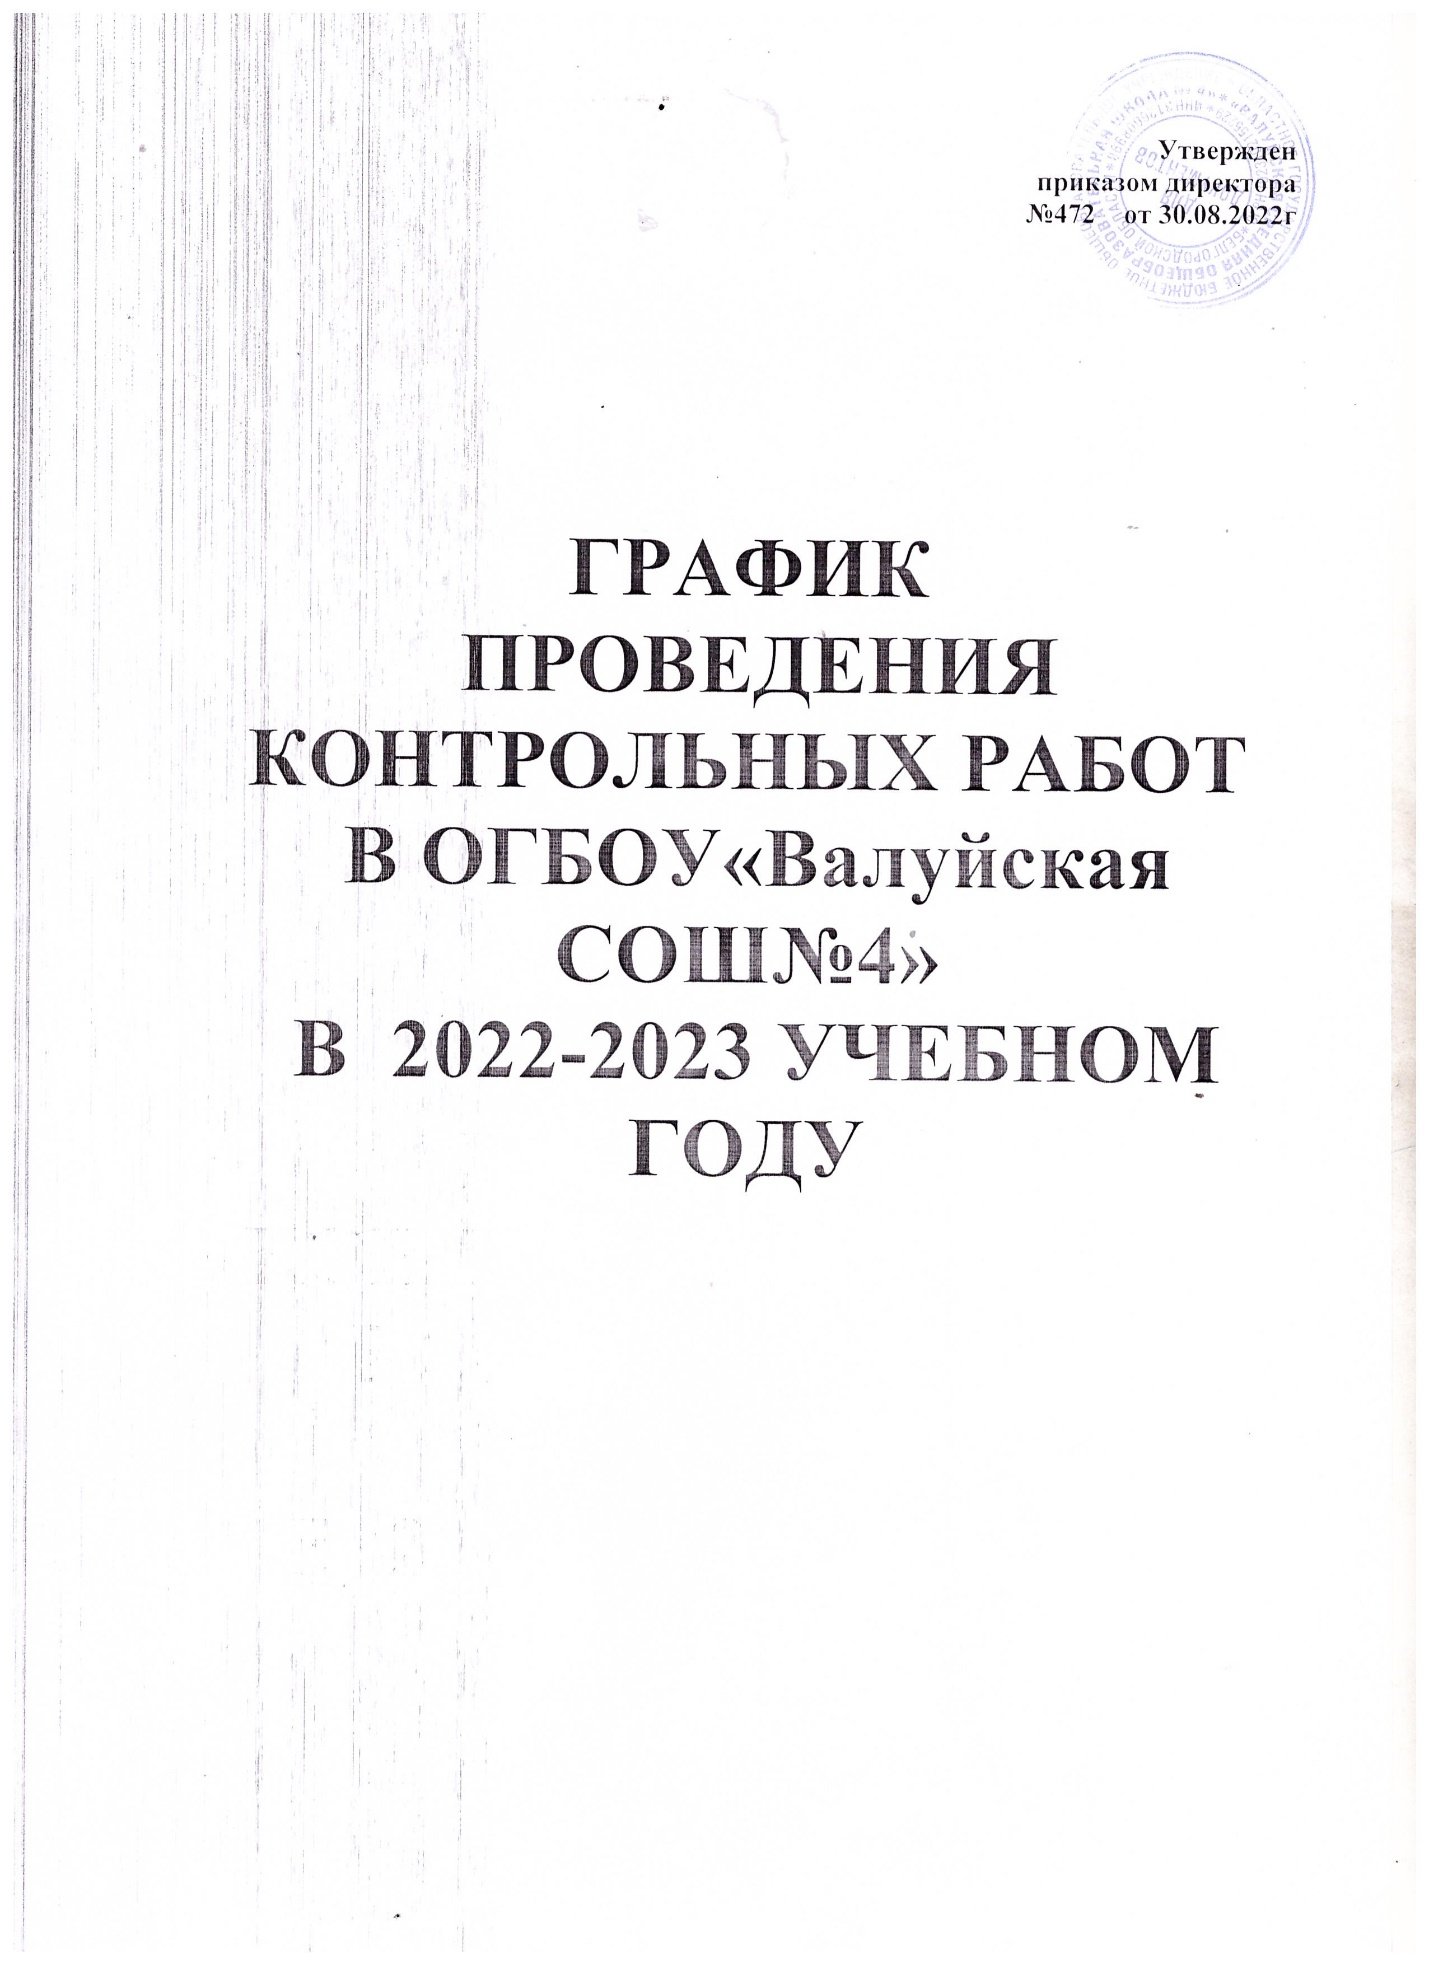 Утвержден
приказом директора
№472 от 30.08.2022г
ГРАФИК
ПРОВЕДЕНИЯ
КОНТРОЛЬНЫХ РАБОТ
В ОГБОУ«Валуйская
СОШ№4»
В 2022-2023 УЧЕБНОМ
ГОДУ